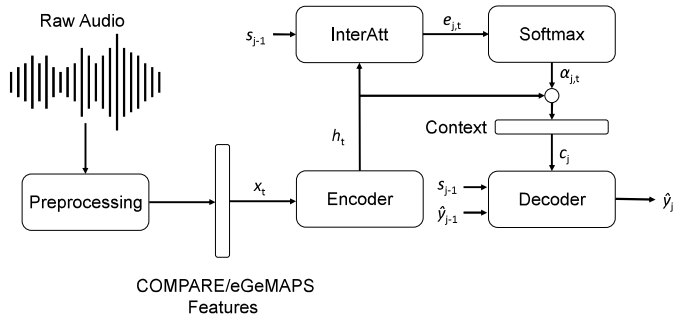 Raw Audio
s_{j-1}
InterAtt
e_{j,t}
Softmax
α_{j,t}
h_t
Context
c_j
Preprocessing
x_t
Encoder
s_{j-1}
ŷ_{j-1}
Decoder
ŷ_j
COMPARE/eGeMAPS
Features